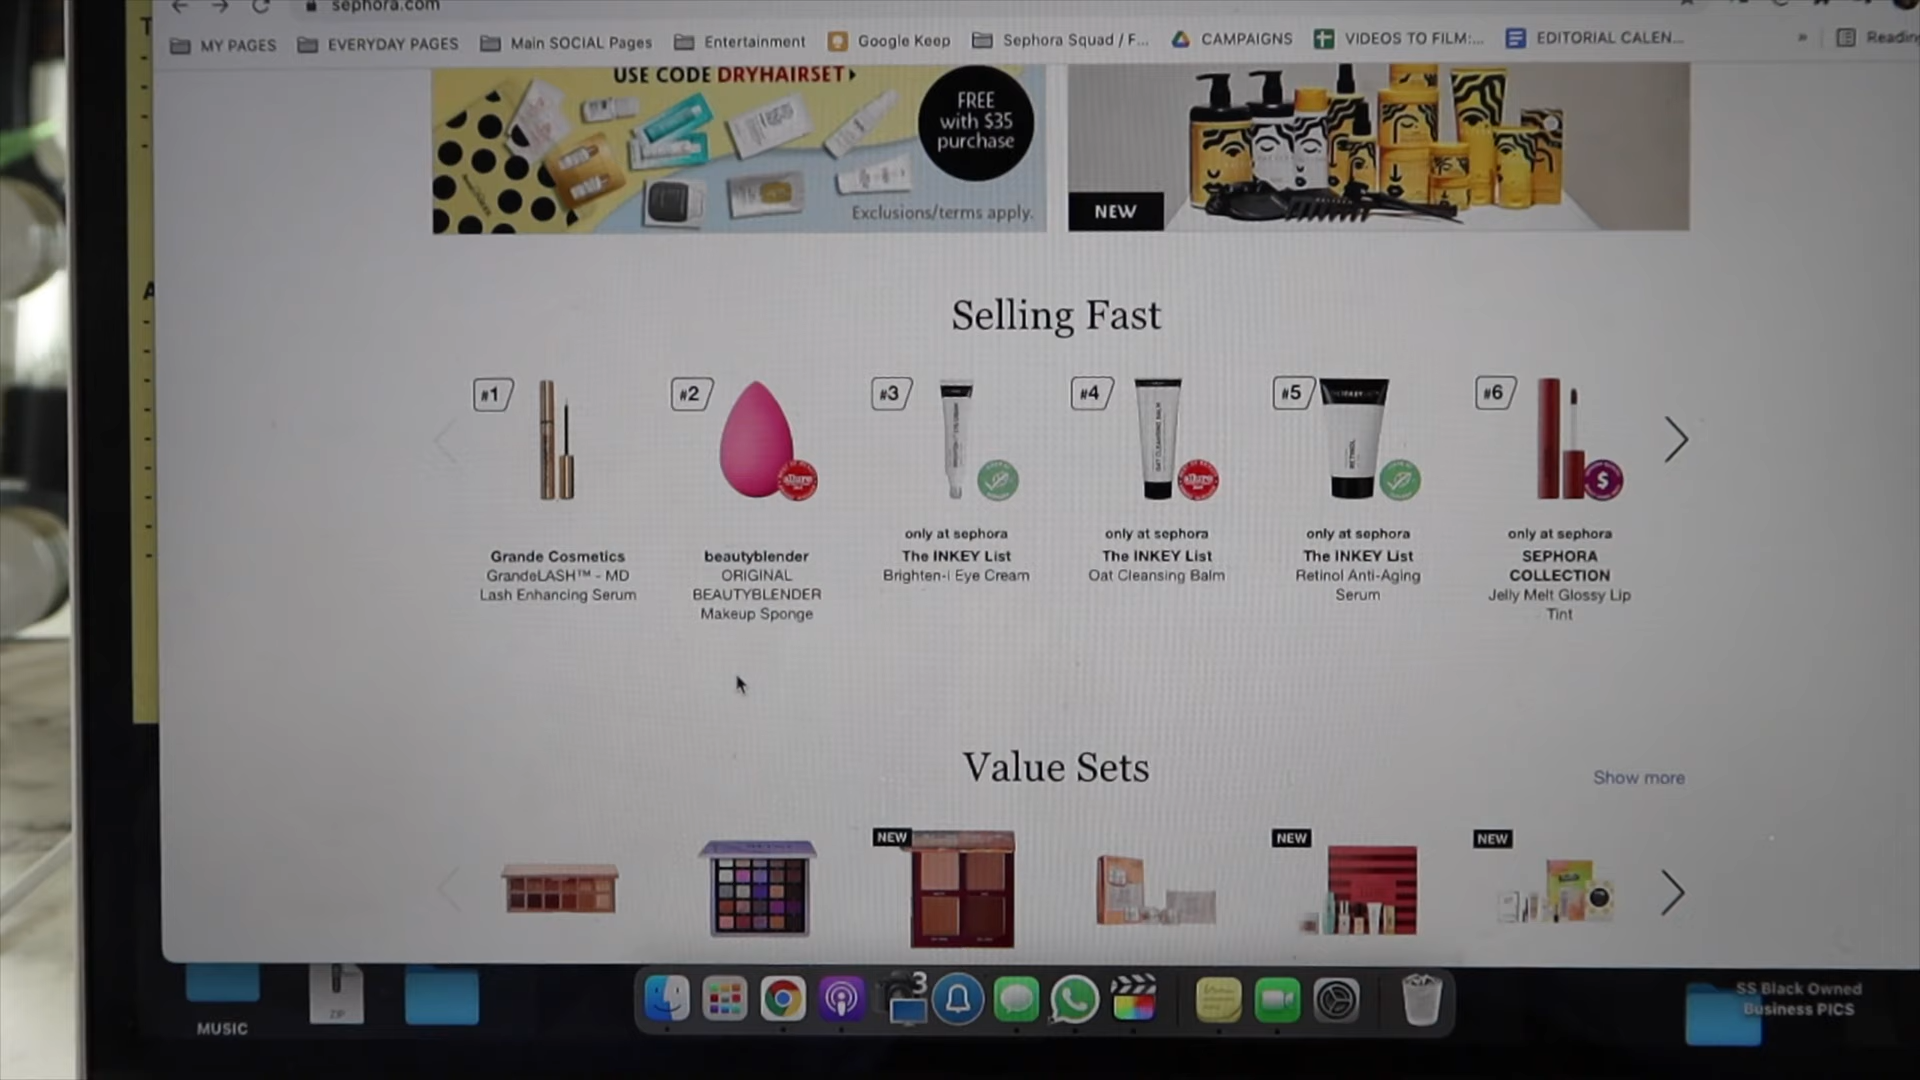 sephora.com
MY PAGES
EVERYDAY PAGES
Main SOCIAL Pages
Entertainment
Google Keep
Sephora Squad / F...
CAMPAIGNS
VIDEOS TO FILM:...
EDITORIAL CALEN...
»
USE CODE DRYHAIRSET
FREE
with $35
purchase
Exclusions/terms apply.
NEW
Selling Fast
#1
#2
#3
#4
#5
#6
allure
allure
RETINOL
$
Grande Cosmetics
GrandeLASH™ - MD
Lash Enhancing Serum
beautyblender
ORIGINAL
BEAUTYBLENDER
Makeup Sponge
only at sephora
The INKEY List
Brighten-i Eye Cream
only at sephora
The INKEY List
Oat Cleansing Balm
only at sephora
The INKEY List
Retinol Anti-Aging
Serum
only at sephora
SEPHORA
COLLECTION
Jelly Melt Glossy Lip
Tint
Value Sets
Show more
NEW
NEW
NEW
3
ZIP
MUSIC
SS Black Owned
Business PICS